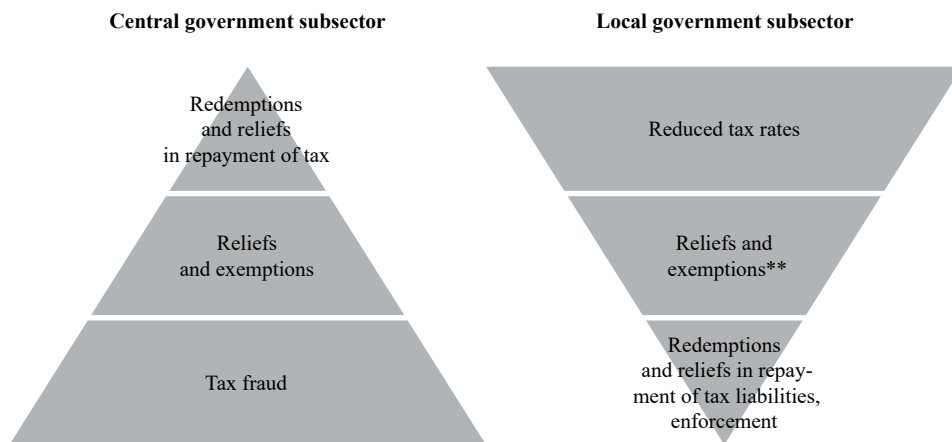 Central government subsector
Redemptions
and reliefs
in repayment of tax
Reliefs
and exemptions
Tax fraud
Local government subsector
Reduced tax rates
Reliefs and
exemptions**
Redemptions
and reliefs in repay-
ment of tax liabilities,
enforcement